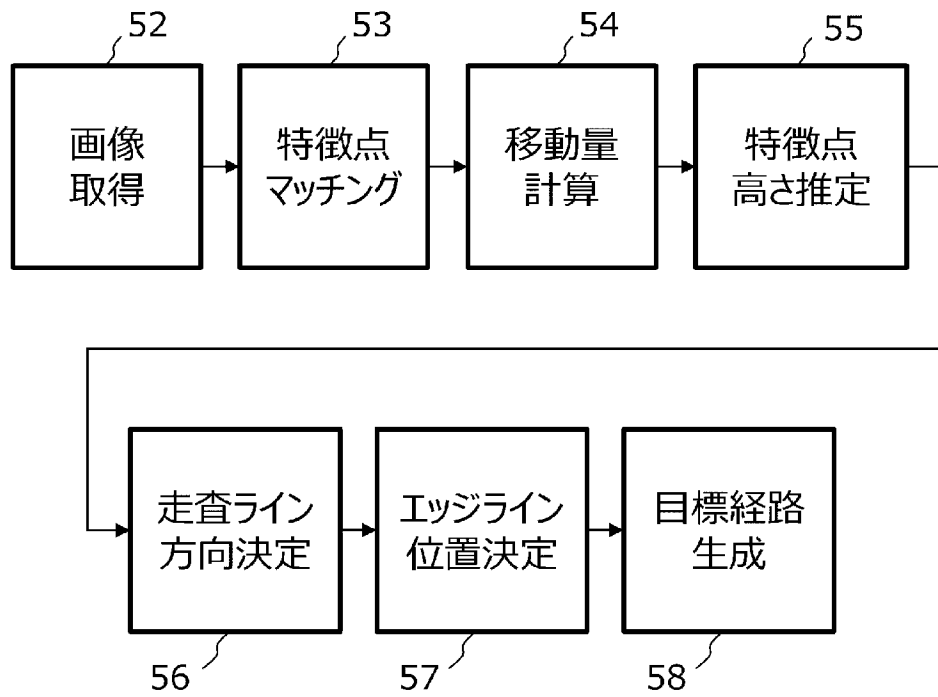 52
53
54
55
画像
取得
特徴点
マッチング
移動量
計算
特徴点
高さ推定
走査ライン
方向決定
エッジライン
位置決定
目標経路
生成
56
57
58